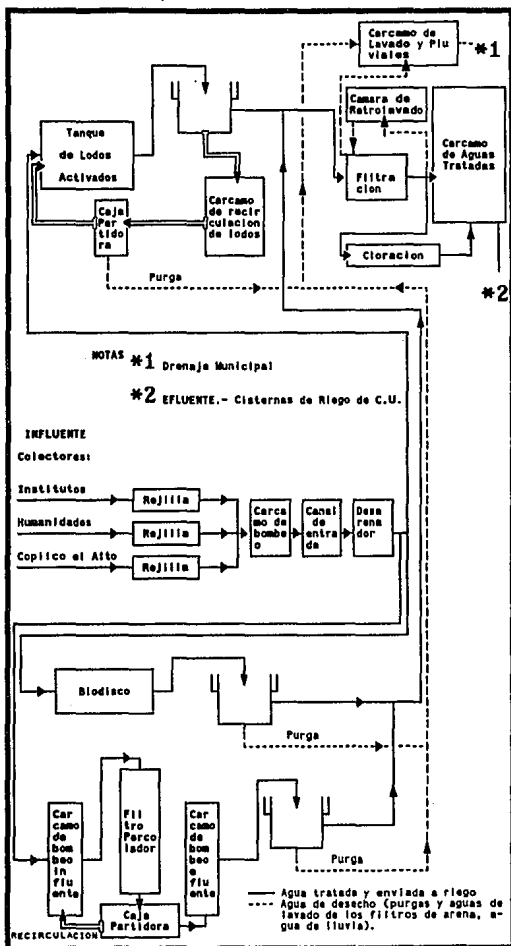 Carcamo de
Lavado y Plu
viales
*1
Camara de
Retrolavado
Carcamo
de Aguas
Tratadas
Tanque
de Lodos
Activados
Filtra
cion
Carcamo
de recir
culacion
de lodos
Caja
Par
tido
ra
Cloracion
Purga
*2
NOTAS *1 Drenaja Municipal
*2 EFLUENTE.- Cisternas de Riego de C.U.
INFLUENTE
Colectores:
Institutos
Rejilla
Humanidades
Rejilla
Copilco el Alto
Rejilla
Carca
mo de
bombe
o
Canal
de en
trada
Desa
rena
dor
Biodisco
Purga
Car
camo
de
bom
beo
in
flu
ente
Fil
tro
Perco
lador
Car
camo
de
bom
beo
e
flu
ente
Caja
Partidora
RECIRCULACION
Purga
Agua tratada y enviada a riego
Agua de desecho (purgas y aguas de
lavado de los filtros de arena, a-
gua de lluvia).